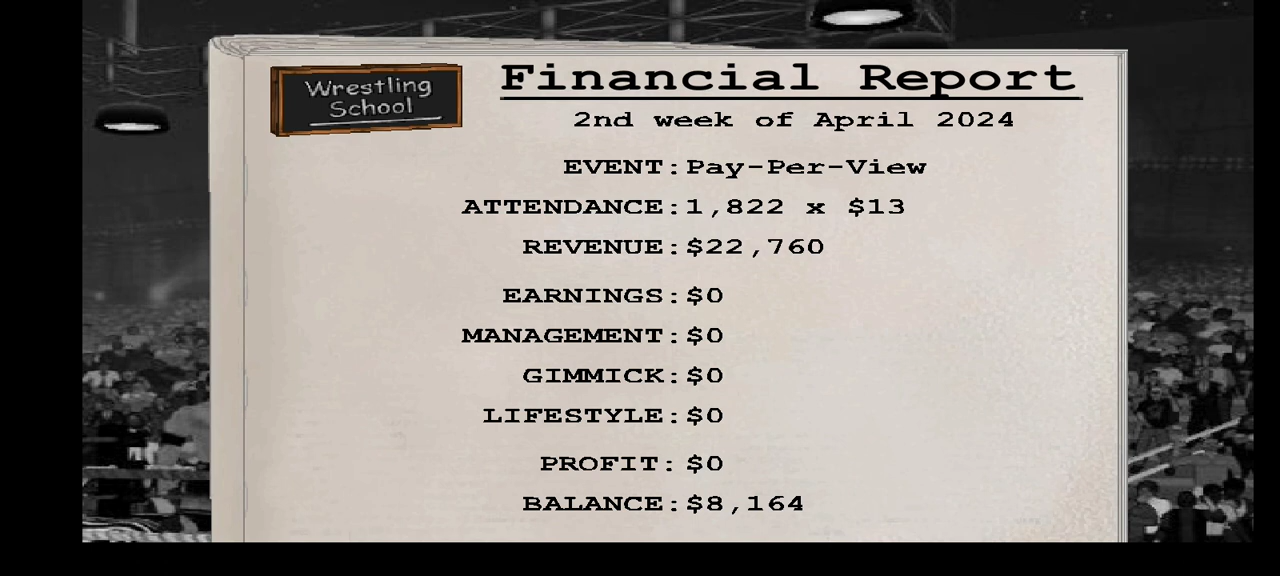 Wrestling
School
Financial Report
2nd week of April 2024
EVENT: Pay-Per-View
ATTENDANCE: 1,822 x $13
REVENUE: $22,760
EARNINGS: $0
MANAGEMENT: $0
GIMMICK: $0
LIFESTYLE: $0
PROFIT: $0
BALANCE: $8,164